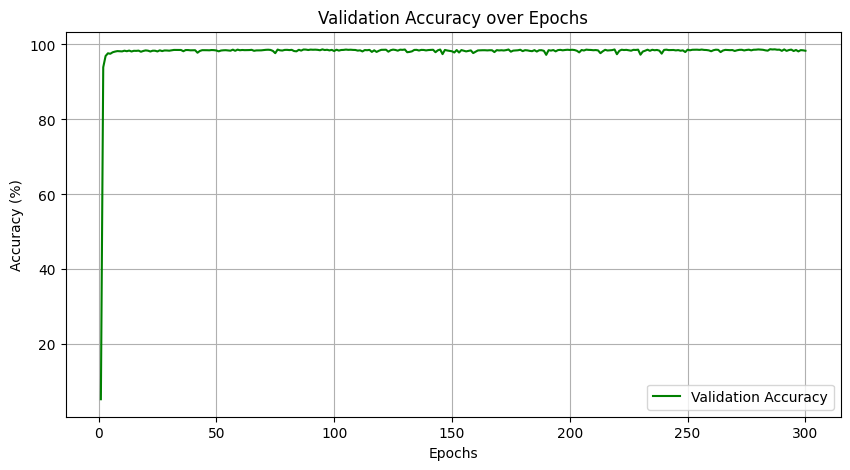 Validation Accuracy over Epochs
100
80
60
40
20
Accuracy (%)
0 50 100 150 200 250 300
Epochs
Validation Accuracy